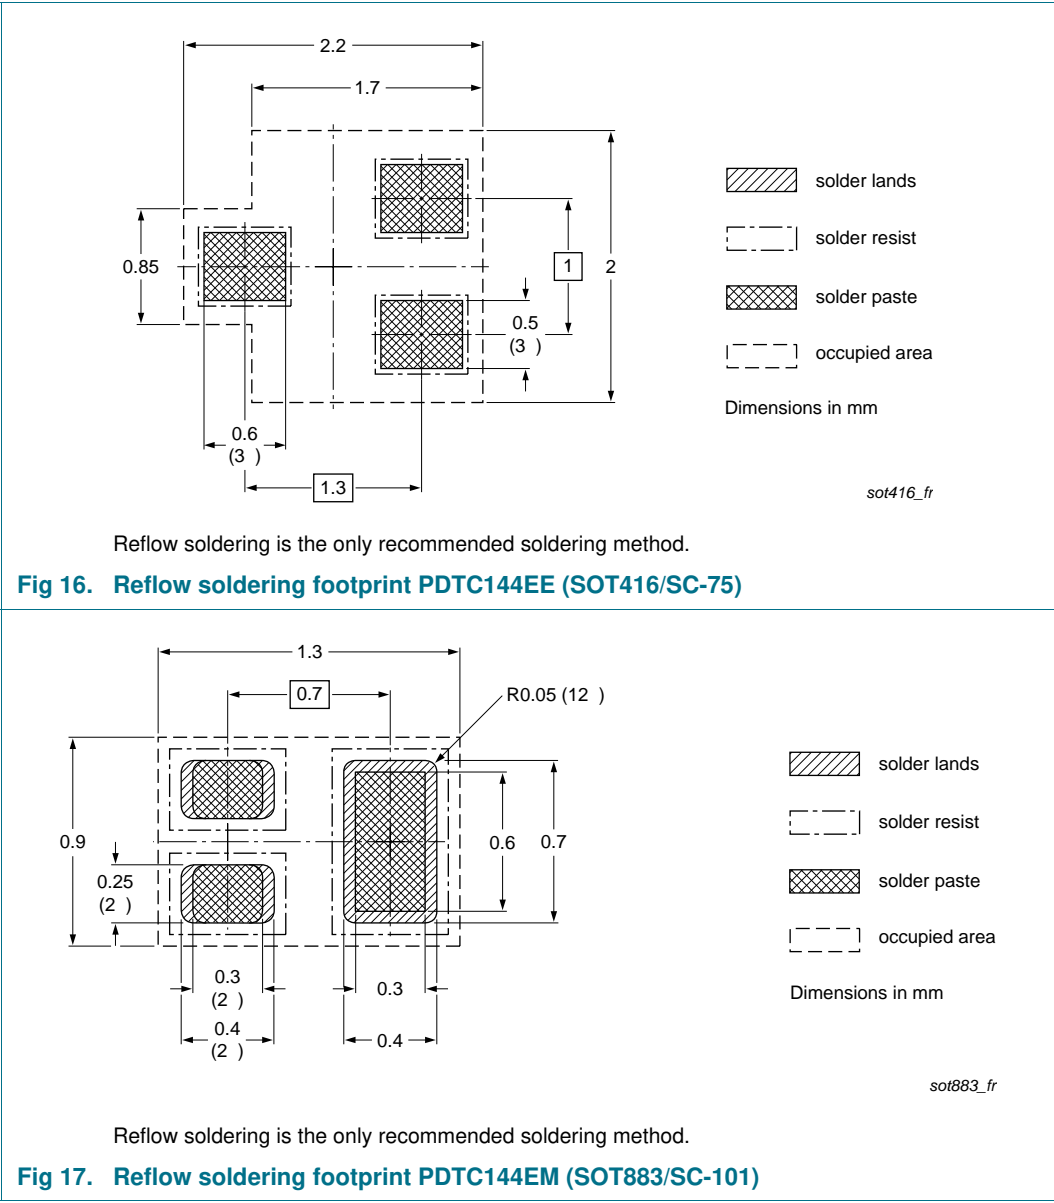 2.2
1.7
0.85
1
2
0.5
(3 )
0.6
(3 )
1.3
solder lands
solder resist
solder paste
occupied area
Dimensions in mm
sot416_fr
Reflow soldering is the only recommended soldering method.
Fig 16. Reflow soldering footprint PDTC144EE (SOT416/SC-75)
1.3
0.7
R0.05 (12 )
0.9
0.25
(2 )
0.6
0.7
0.3
(2 )
0.3
0.4
(2 )
0.4
solder lands
solder resist
solder paste
occupied area
Dimensions in mm
sot883_fr
Reflow soldering is the only recommended soldering method.
Fig 17. Reflow soldering footprint PDTC144EM (SOT883/SC-101)